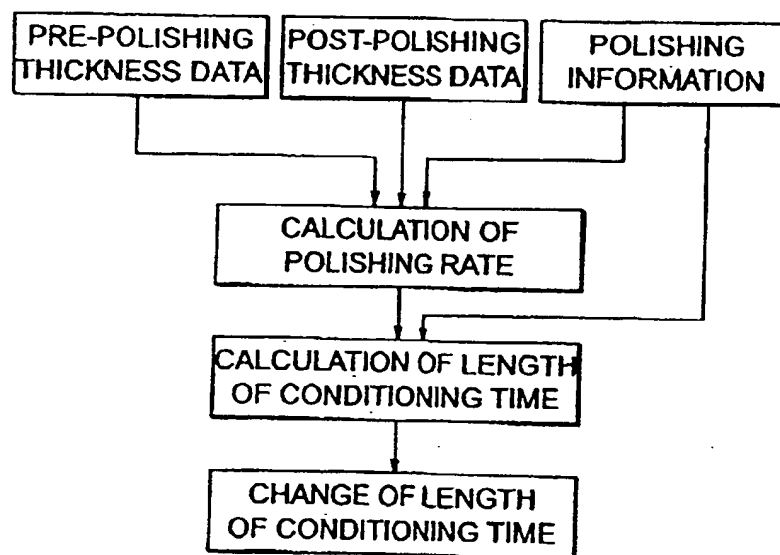 PRE-POLISHING
THICKNESS DATA
POST-POLISHING
THICKNESS DATA
POLISHING
INFORMATION
CALCULATION OF
POLISHING RATE
CALCULATION OF LENGTH
OF CONDITIONING TIME
CHANGE OF LENGTH
OF CONDITIONING TIME